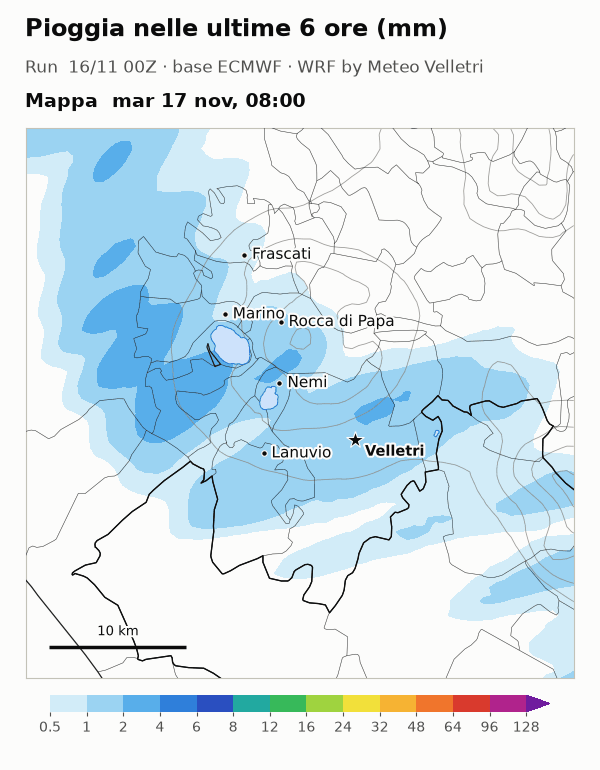 Pioggia nelle ultime 6 ore (mm)
Run  16/11 00Z · base ECMWF · WRF by Meteo Velletri
Mappa  mar 17 nov, 08:00
Frascati
Marino
Rocca di Papa
Nemi
Velletri
Lanuvio
10 km
0.5 1 2 4 6 8 12 16 24 32 48 64 96 128